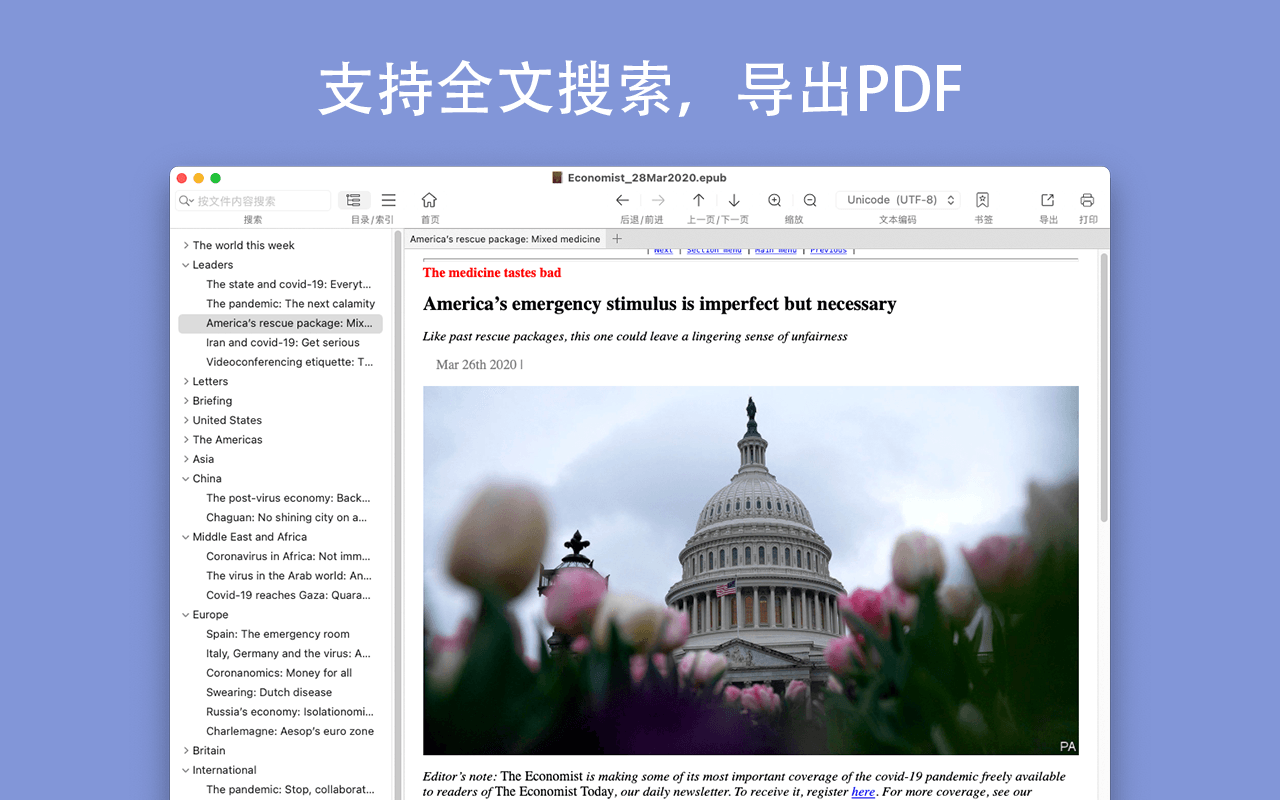 支持全文搜索，导出PDF
Economist_28Mar2020.epub
按文件内容搜索
Unicode (UTF-8)
搜索
目录/索引
首页
后退/前进
上一页/下一页
缩放
文本编码
书签
导出
打印
The world this week
Leaders
The state and covid-19: Everyt...
The pandemic: The next calamity
America's rescue package: Mix...
Iran and covid-19: Get serious
Videoconferencing etiquette: T...
Letters
Briefing
United States
The Americas
Asia
China
The post-virus economy: Back...
Chaguan: No shining city on a...
Middle East and Africa
Coronavirus in Africa: Not imm...
The virus in the Arab world: An...
Covid-19 reaches Gaza: Quara...
Europe
Spain: The emergency room
Italy, Germany and the virus: A...
Coronanomics: Money for all
Swearing: Dutch disease
Russia's economy: Isolationomi...
Charlemagne: Aesop's euro zone
Britain
International
The pandemic: Stop, collaborat...
America's rescue package: Mixed medicine
| Next | Section menu | Main menu | Previous |
The medicine tastes bad
America's emergency stimulus is imperfect but necessary
Like past rescue packages, this one could leave a lingering sense of unfairness
Mar 26th 2020 |
PA
Editor's note: The Economist is making some of its most important coverage of the covid-19 pandemic freely available
to readers of The Economist Today, our daily newsletter. To receive it, register here. For more coverage, see our